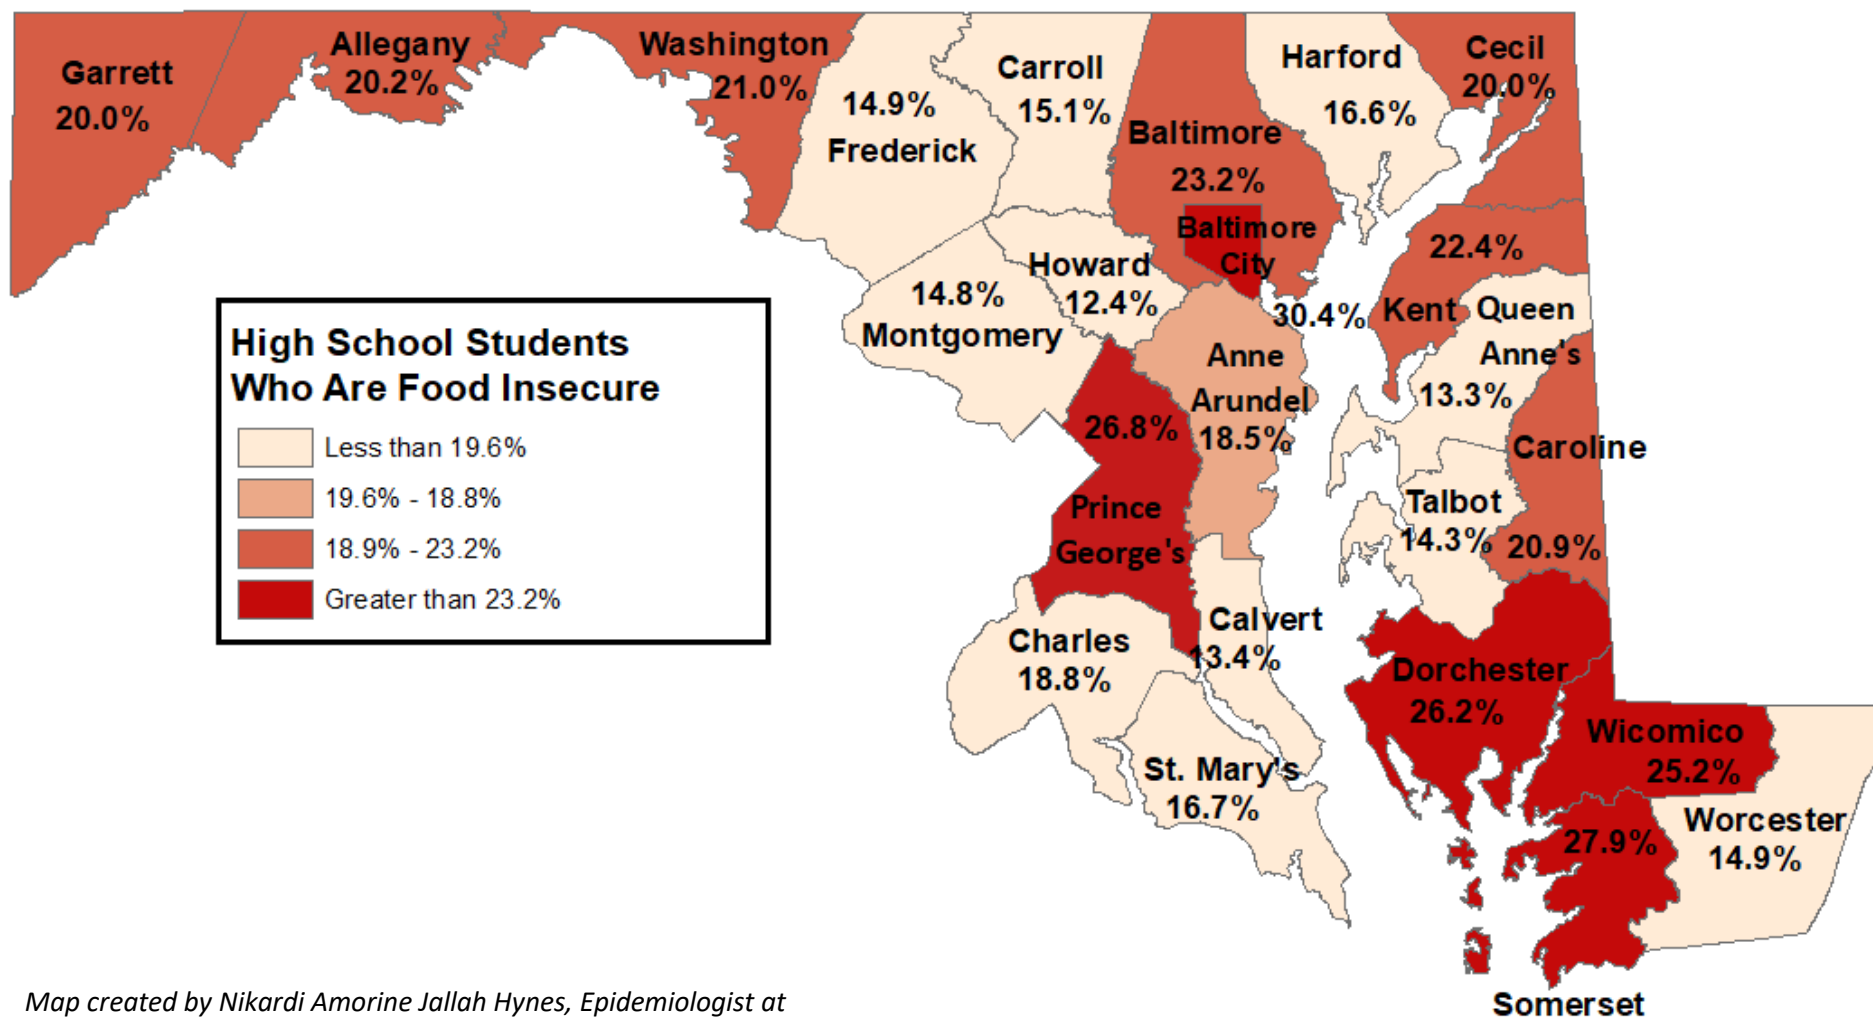 Garrett
20.0%
Allegany
20.2%
Washington
21.0%
14.9%
Frederick
Carroll
15.1%
Baltimore
23.2%
Baltimore
City
30.4%
Harford
16.6%
Cecil
20.0%
22.4%
Kent
Queen
Anne's
13.3%
Howard
12.4%
14.8%
Montgomery
Anne
Arundel
18.5%
26.8%
Prince
George's
Caroline
20.9%
Talbot
14.3%
Calvert
13.4%
Charles
18.8%
St. Mary's
16.7%
Dorchester
26.2%
Wicomico
25.2%
Worcester
14.9%
27.9%
Somerset
High School Students
Who Are Food Insecure
Less than 19.6%
19.6% - 18.8%
18.9% - 23.2%
Greater than 23.2%
Map created by Nikardi Amorine Jallah Hynes, Epidemiologist at